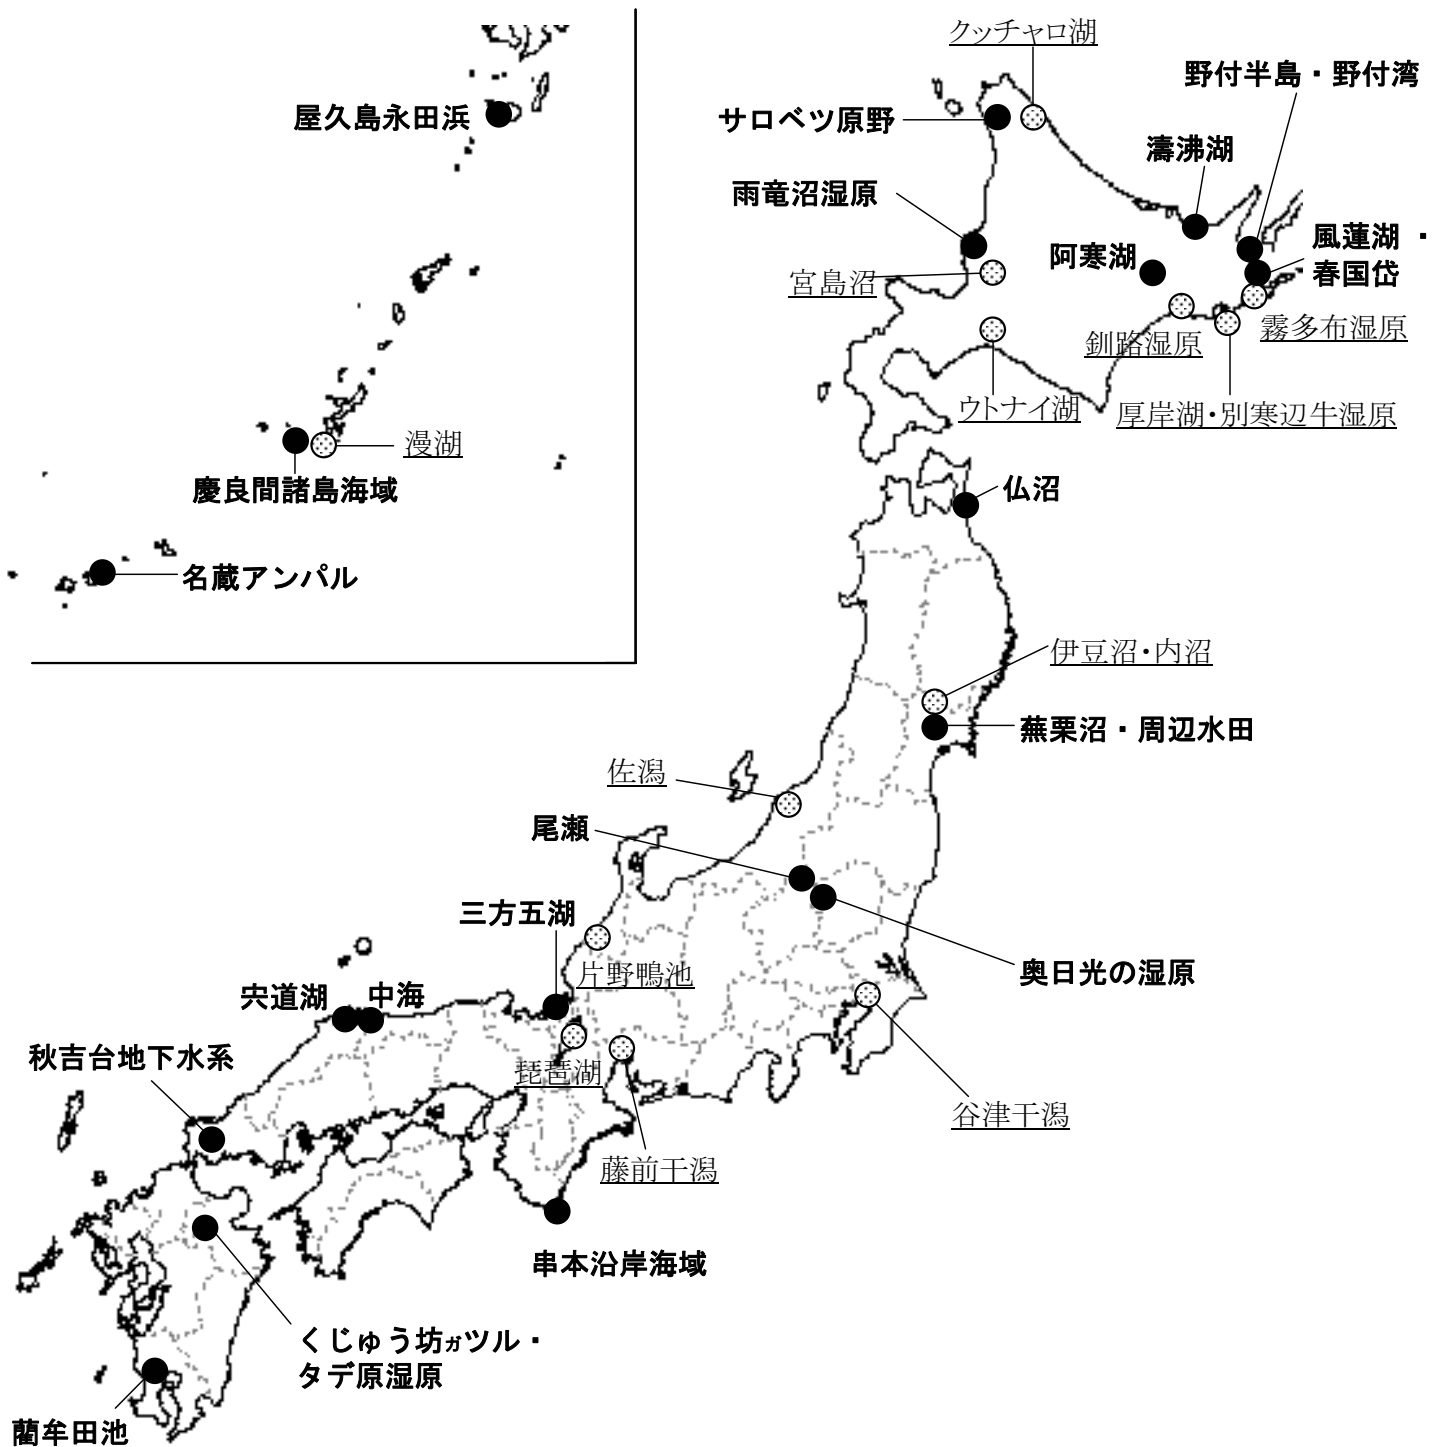 クッチャロ湖
野付半島・野付湾
屋久島永田浜
サロベツ原野
濤沸湖
雨竜沼湿原
風蓮湖・
春国岱
阿寒湖
宮島沼
霧多布湿原
釧路湿原
ウトナイ湖
厚岸湖・別寒辺牛湿原
漫湖
慶良間諸島海域
仏沼
名蔵アンパル
伊豆沼・内沼
蕪栗沼・周辺水田
佐潟
尾瀬
三方五湖
片野鴨池
奥日光の湿原
宍道湖
中海
秋吉台地下水系
琵琶湖
谷津干潟
藤前干潟
串本沿岸海域
くじゅう坊ガツル・
タデ原湿原
藺牟田池